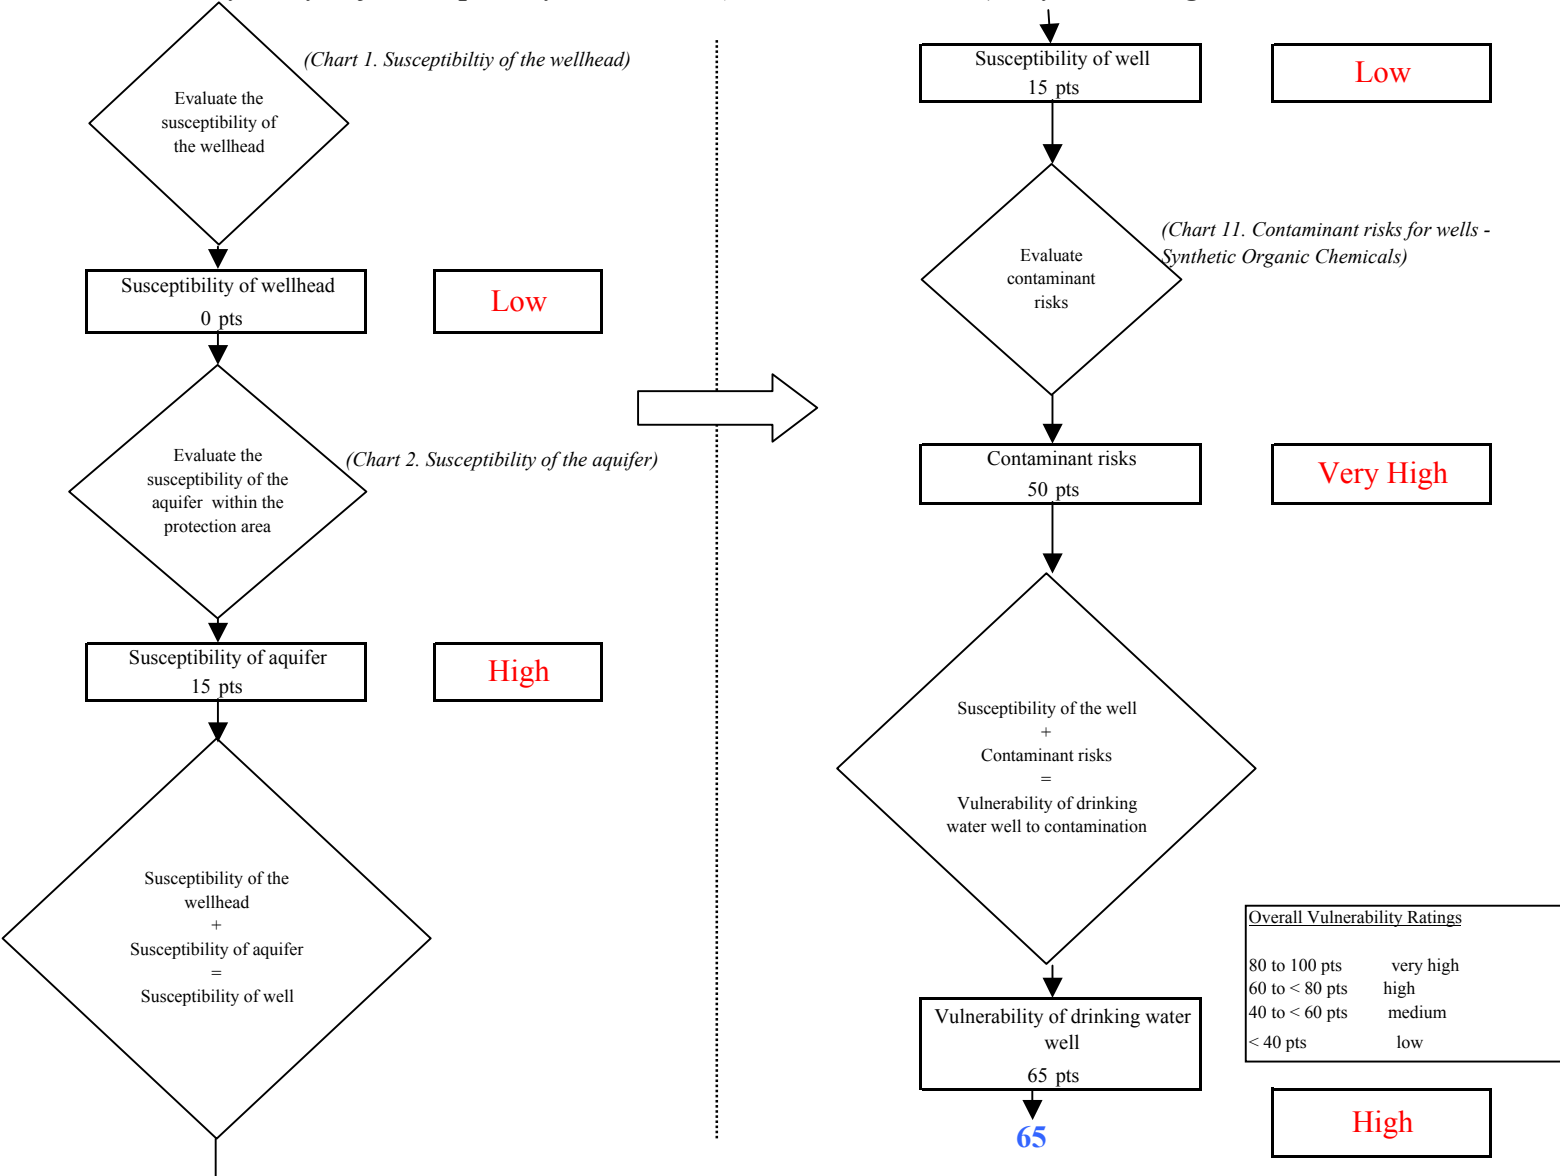 (Chart 1. Susceptibiltiy of the wellhead)
Evaluate the
susceptibility of
the wellhead
Susceptibility of wellhead
0 pts
Low
Evaluate the
susceptibility of the
aquifer within the
protection area
(Chart 2. Susceptibility of the aquifer)
Susceptibility of aquifer
15 pts
High
Susceptibility of the
wellhead
+
Susceptibility of aquifer
=
Susceptibility of well
Susceptibility of well
15 pts
Low
(Chart 11. Contaminant risks for wells -
Synthetic Organic Chemicals)
Evaluate
contaminant
risks
Contaminant risks
50 pts
Very High
Susceptibility of the well
+
Contaminant risks
=
Vulnerability of drinking
water well to contamination
Overall Vulnerability Ratings
80 to 100 pts very high
60 to < 80 pts high
40 to < 60 pts medium
< 40 pts low
Vulnerability of drinking water
well
65 pts
65
High